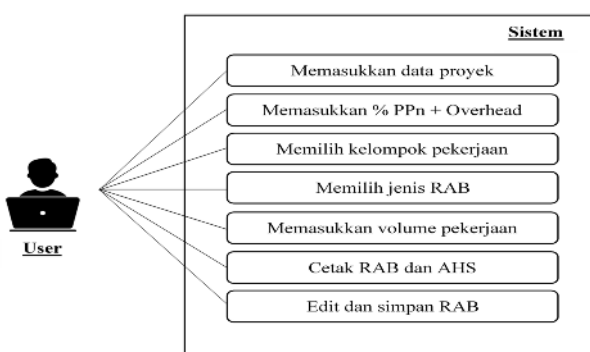 Sistem
Memasukkan data proyek
Memasukkan % PPn + Overhead
Memilih kelompok pekerjaan
Memilih jenis RAB
Memasukkan volume pekerjaan
Cetak RAB dan AHS
Edit dan simpan RAB
User